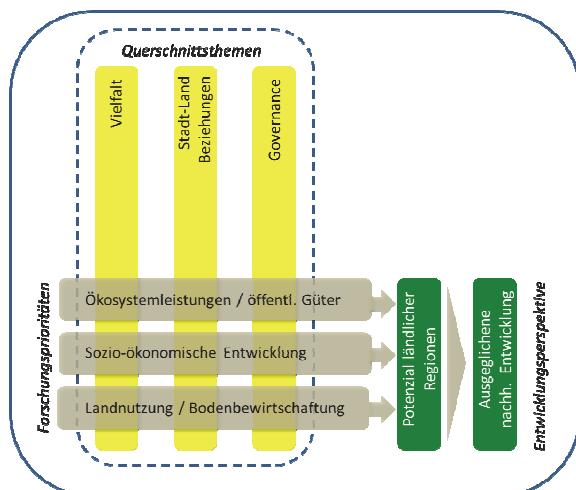 Querschnittsthemen
Vielfalt
Stadt-Land
Beziehungen
Governance
Forschungsprioritäten
Ökosystemleistungen / öffentl. Güter
Sozio-ökonomische Entwicklung
Landnutzung / Bodenbewirtschaftung
Potenzial ländlicher
Regionen
Ausgeglichene
nachh. Entwicklung
Entwicklungsperspektive